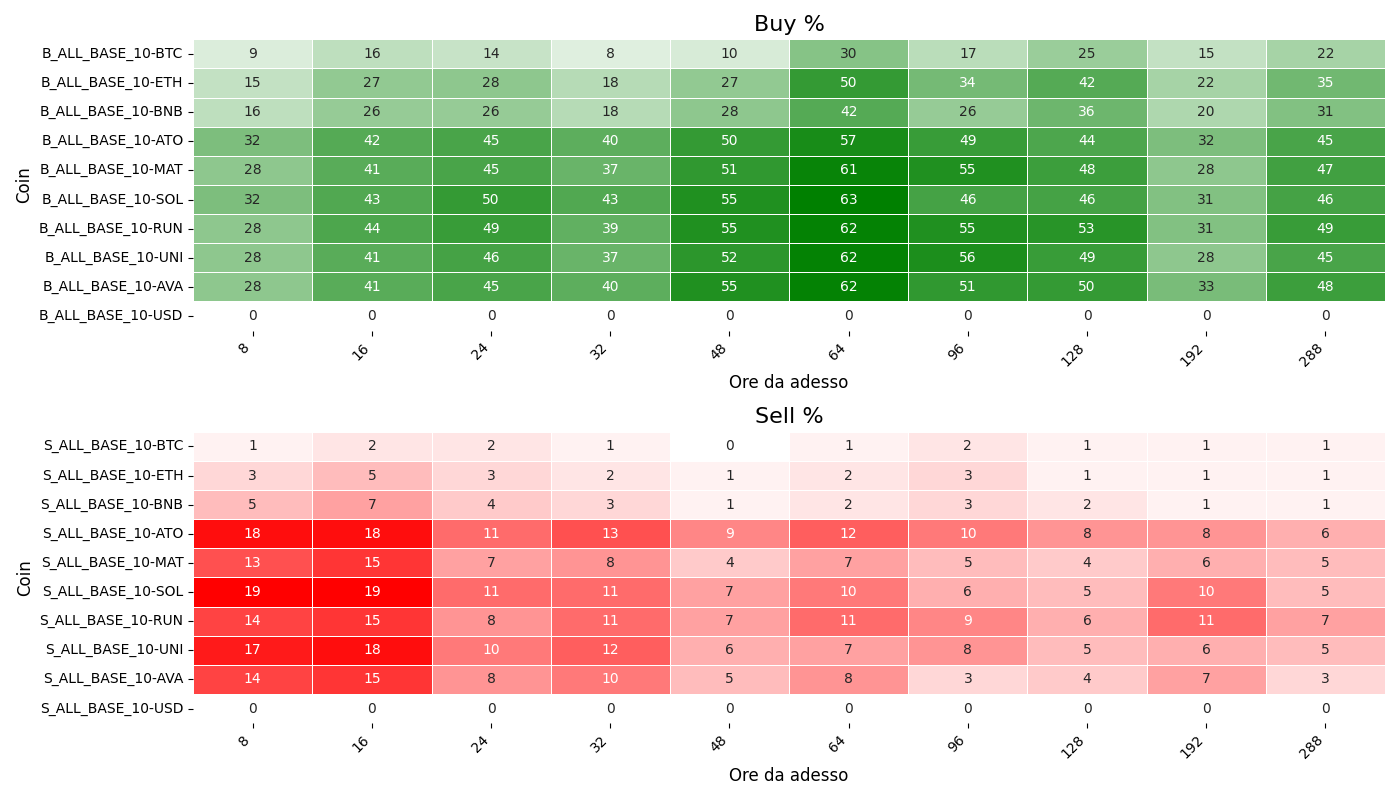 Buy %
B_ALL_BASE_10-BTC 9 16 14 8 10 30 17 25 15 22
B_ALL_BASE_10-ETH 15 27 28 18 27 50 34 42 22 35
B_ALL_BASE_10-BNB 16 26 26 18 28 42 26 36 20 31
B_ALL_BASE_10-ATO 32 42 45 40 50 57 49 44 32 45
B_ALL_BASE_10-MAT 28 41 45 37 51 61 55 48 28 47
Coin
B_ALL_BASE_10-SOL 32 43 50 43 55 63 46 46 31 46
B_ALL_BASE_10-RUN 28 44 49 39 55 62 55 53 31 49
B_ALL_BASE_10-UNI 28 41 46 37 52 62 56 49 28 45
B_ALL_BASE_10-AVA 28 41 45 40 55 62 51 50 33 48
B_ALL_BASE_10-USD 0 0 0 0 0 0 0 0 0 0
8 16 24 32 48 64 96 128 192 288
Ore da adesso
Sell %
S_ALL_BASE_10-BTC 1 2 2 1 0 1 2 1 1 1
S_ALL_BASE_10-ETH 3 5 3 2 1 2 3 1 1 1
S_ALL_BASE_10-BNB 5 7 4 3 1 2 3 2 1 1
S_ALL_BASE_10-ATO 18 18 11 13 9 12 10 8 8 6
S_ALL_BASE_10-MAT 13 15 7 8 4 7 5 4 6 5
Coin
S_ALL_BASE_10-SOL 19 19 11 11 7 10 6 5 10 5
S_ALL_BASE_10-RUN 14 15 8 11 7 11 9 6 11 7
S_ALL_BASE_10-UNI 17 18 10 12 6 7 8 5 6 5
S_ALL_BASE_10-AVA 14 15 8 10 5 8 3 4 7 3
S_ALL_BASE_10-USD 0 0 0 0 0 0 0 0 0 0
8 16 24 32 48 64 96 128 192 288
Ore da adesso